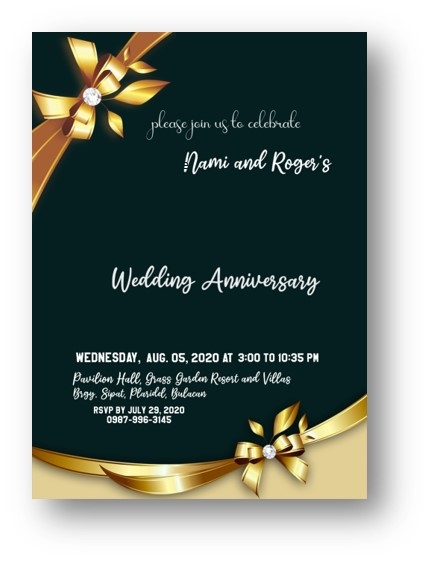 please join us to celebrate
Nami and Roger's
Wedding Anniversary
WEDNESDAY, AUG. 05, 2020 AT 3:00 TO 10:35 PM
Pavilion Hall, Grass Garden Resort and Villas
Brgy. Sipat, Plaridel, Bulacan
RSVP BY JULY 29, 2020
0987-996-3145